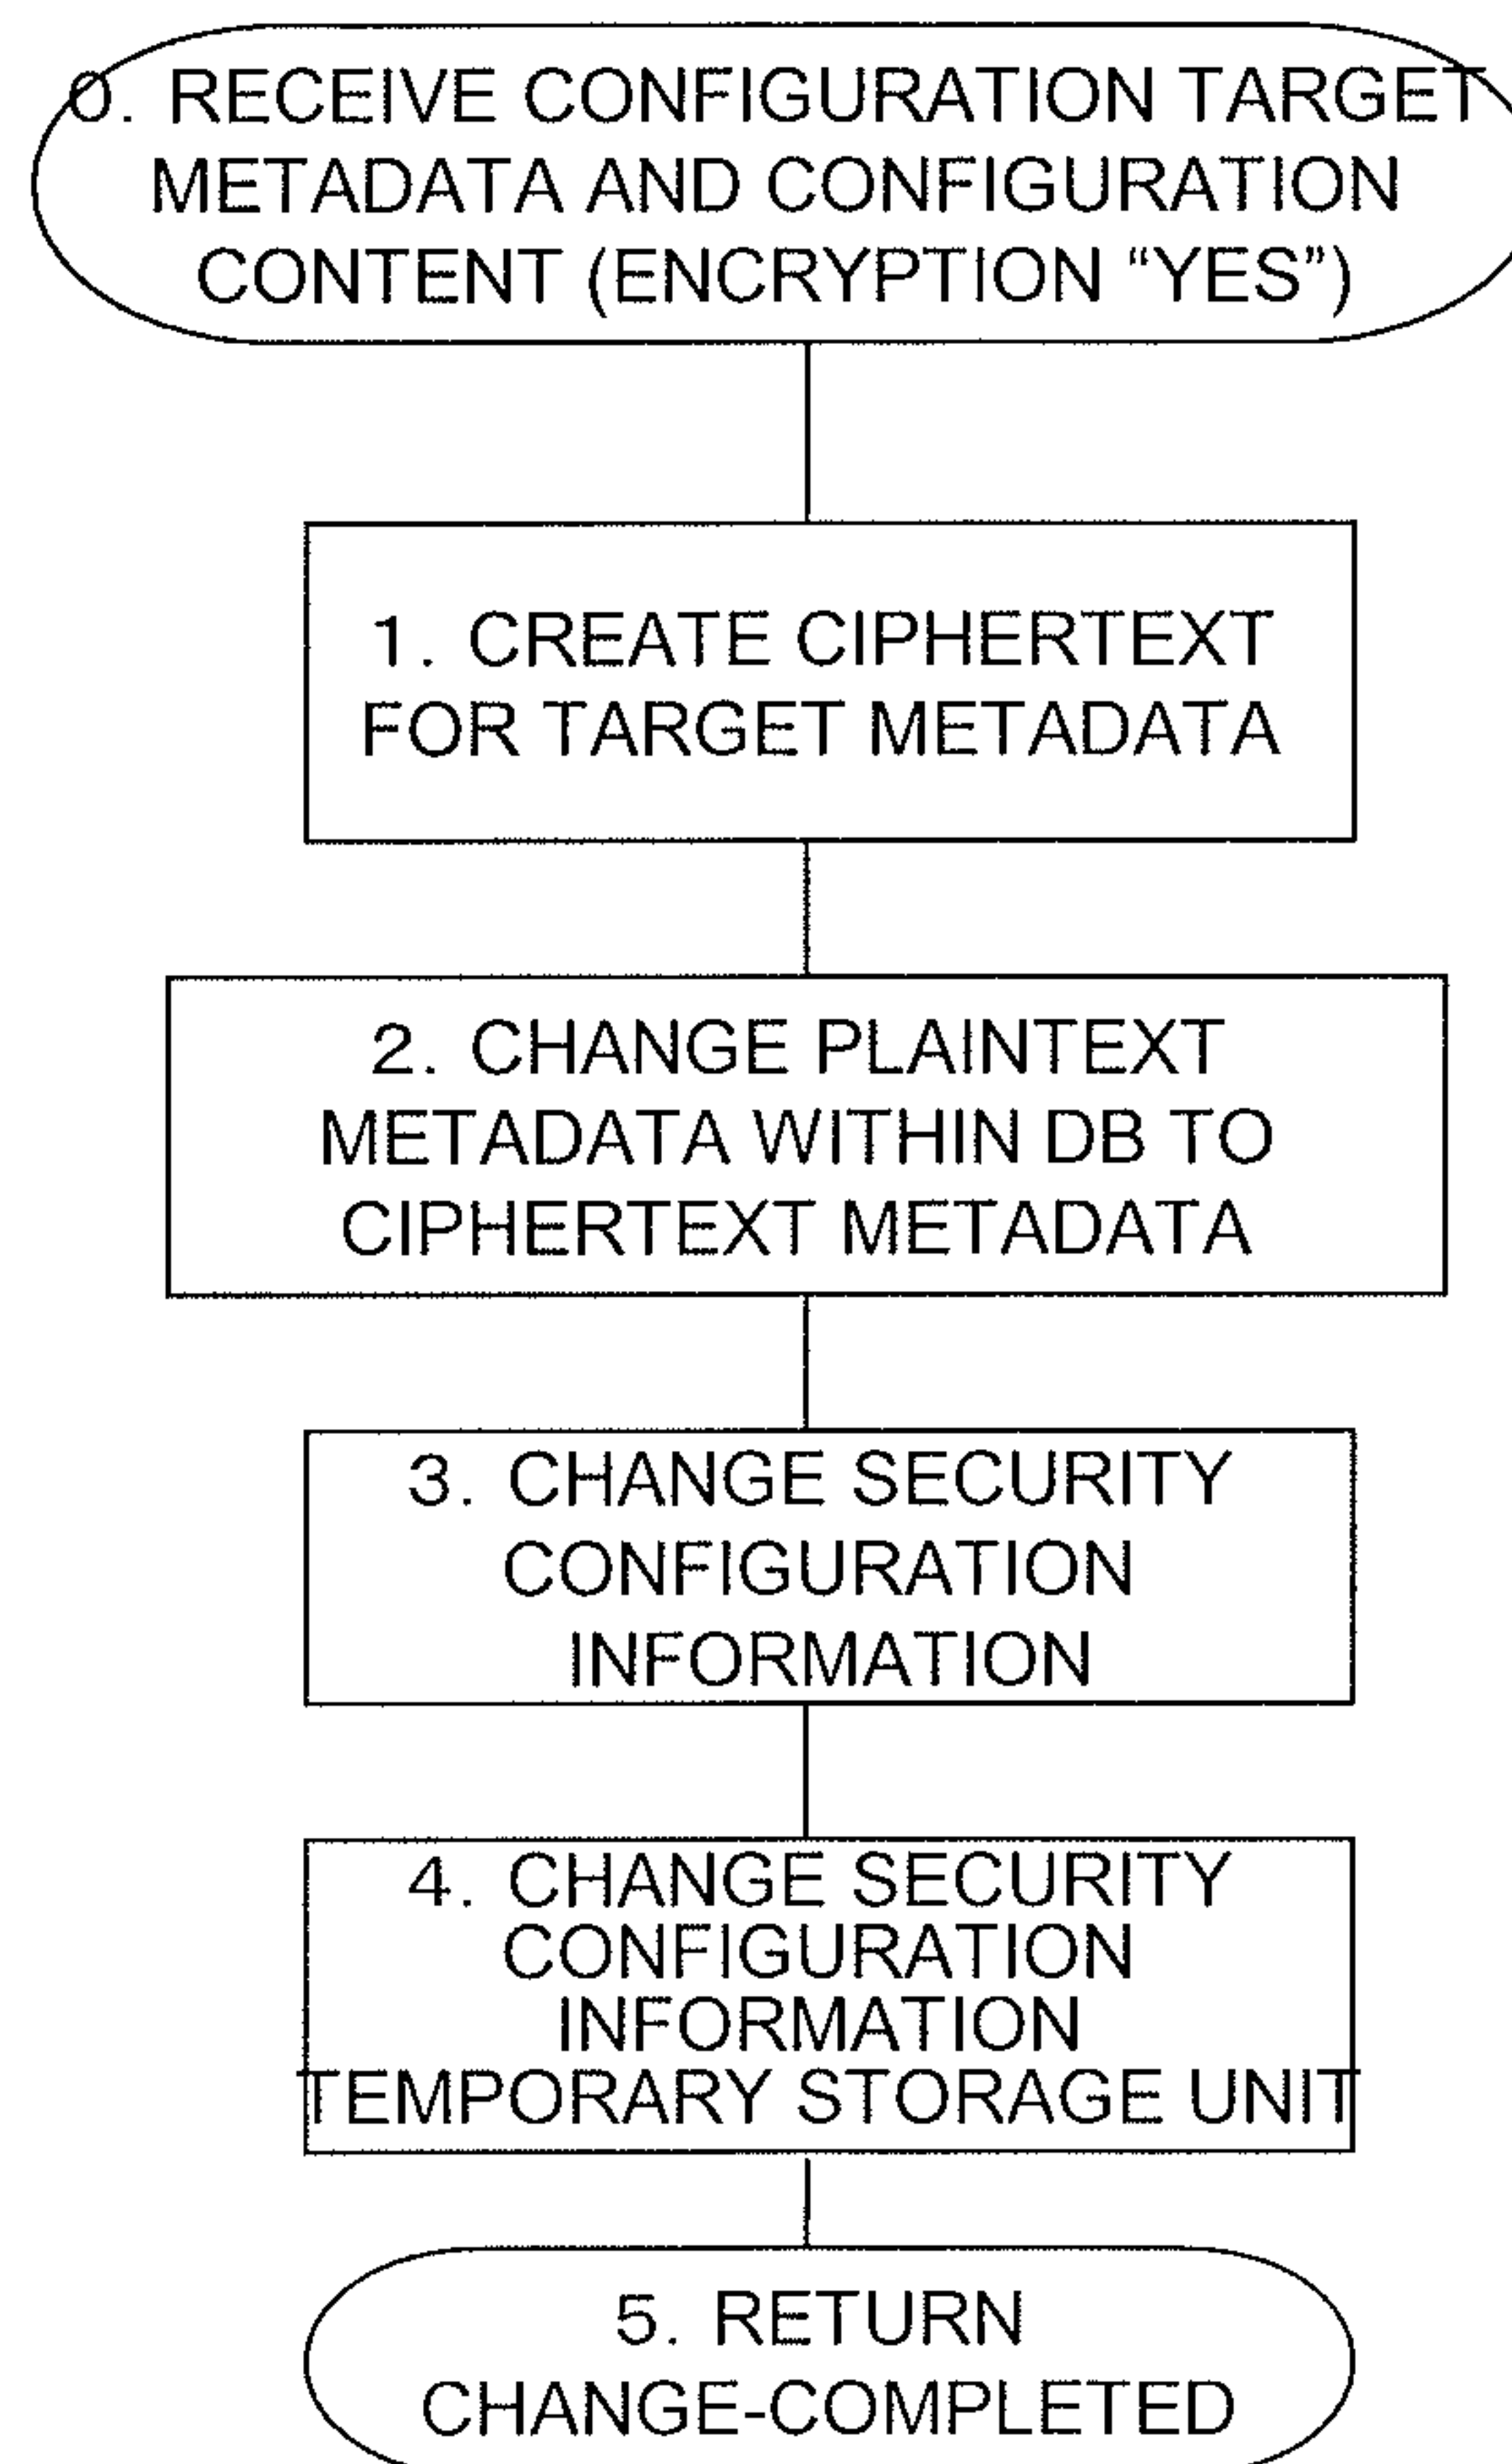 0. RECEIVE CONFIGURATION TARGET
METADATA AND CONFIGURATION
CONTENT (ENCRYPTION “YES”)
1. CREATE CIPHERTEXT
FOR TARGET METADATA
2. CHANGE PLAINTEXT
METADATA WITHIN DB TO
CIPHERTEXT METADATA
3. CHANGE SECURITY
CONFIGURATION
INFORMATION
4. CHANGE SECURITY
CONFIGURATION
INFORMATION
TEMPORARY STORAGE UNIT
5. RETURN
CHANGE-COMPLETED